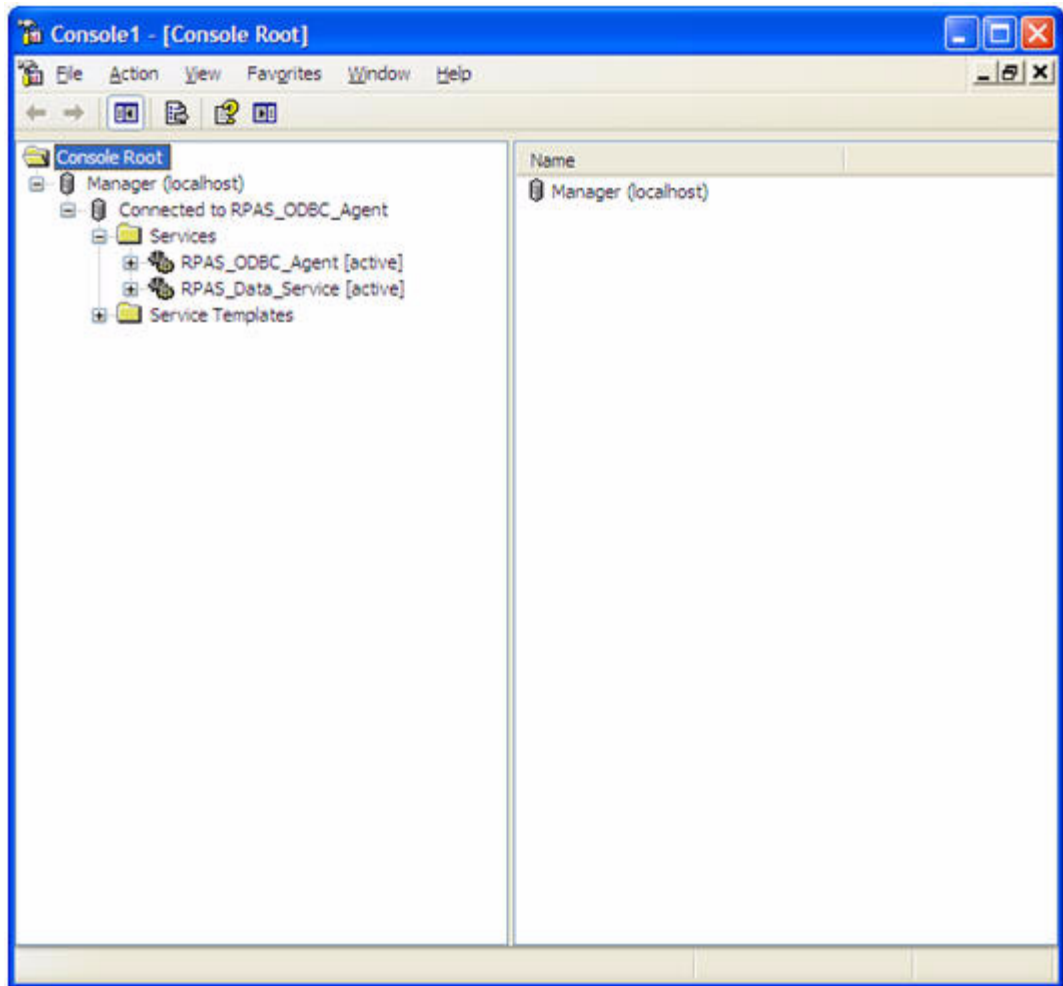 Console1 - [Console Root]
File Action View Favorites Window Help
Console Root
Manager (localhost)
Connected to RPAS_ODBC_Agent
Services
RPAS_ODBC_Agent [active]
RPAS_Data_Service [active]
Service Templates
Name
Manager (localhost)